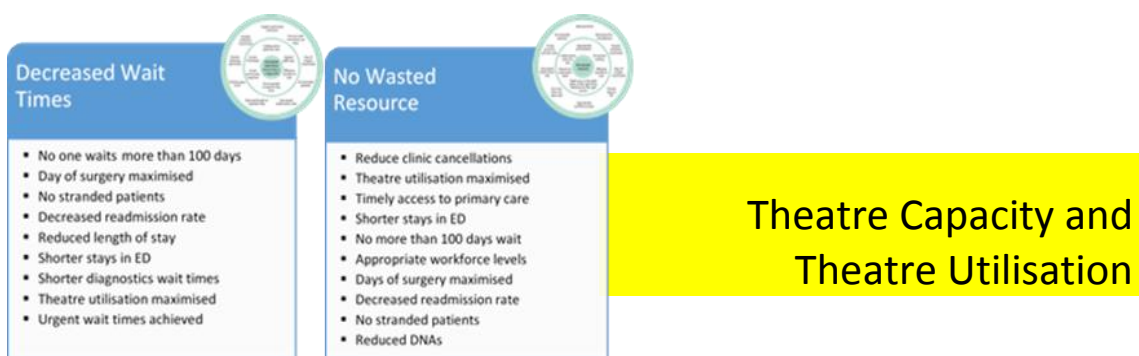 Decreased Wait
Times
▪ No one waits more than 100 days
▪ Day of surgery maximised
▪ No stranded patients
▪ Decreased readmission rate
▪ Reduced length of stay
▪ Shorter stays in ED
▪ Shorter diagnostics wait times
▪ Theatre utilisation maximised
▪ Urgent wait times achieved
No Wasted
Resource
▪ Reduce clinic cancellations
▪ Theatre utilisation maximised
▪ Timely access to primary care
▪ Shorter stays in ED
▪ No more than 100 days wait
▪ Appropriate workforce levels
▪ Days of surgery maximised
▪ Decreased readmission rate
▪ No stranded patients
▪ Reduced DNAs
Theatre Capacity and
Theatre Utilisation